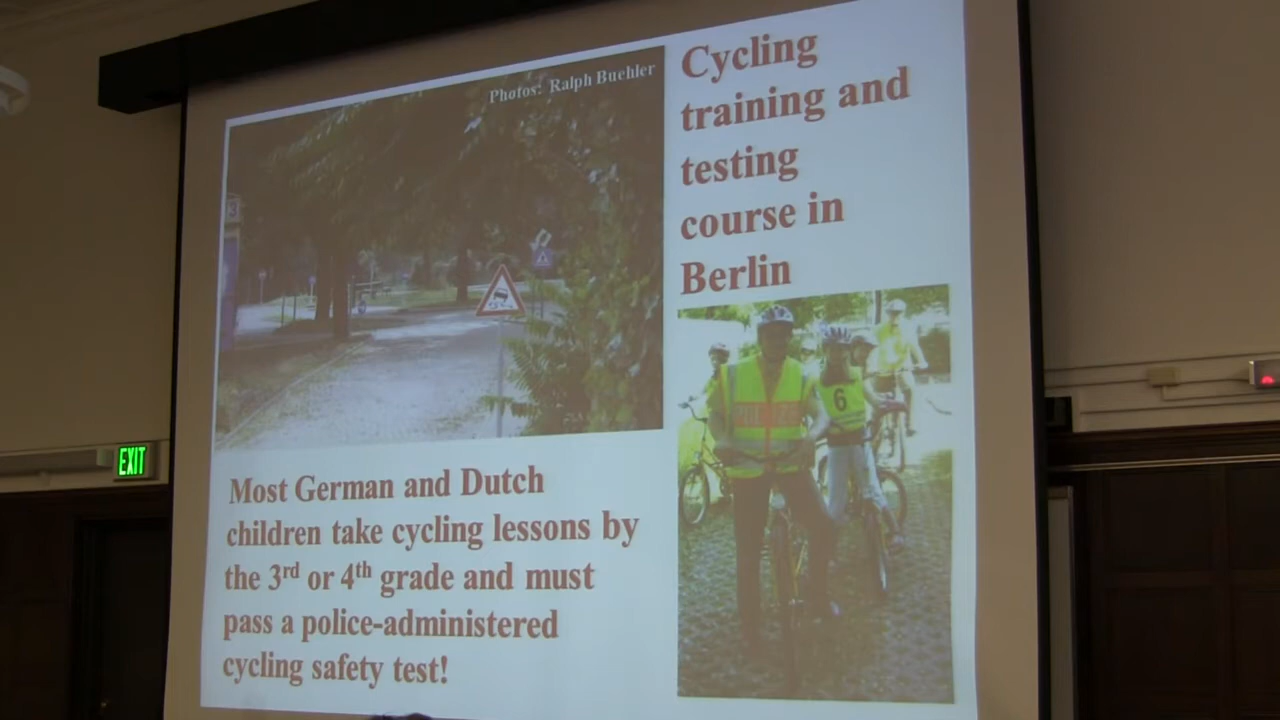 Photos: Ralph Buehler
Cycling
training and
testing
course in
Berlin
6
Most German and Dutch
children take cycling lessons by
the 3rd or 4th grade and must
pass a police-administered
cycling safety test!
EXIT